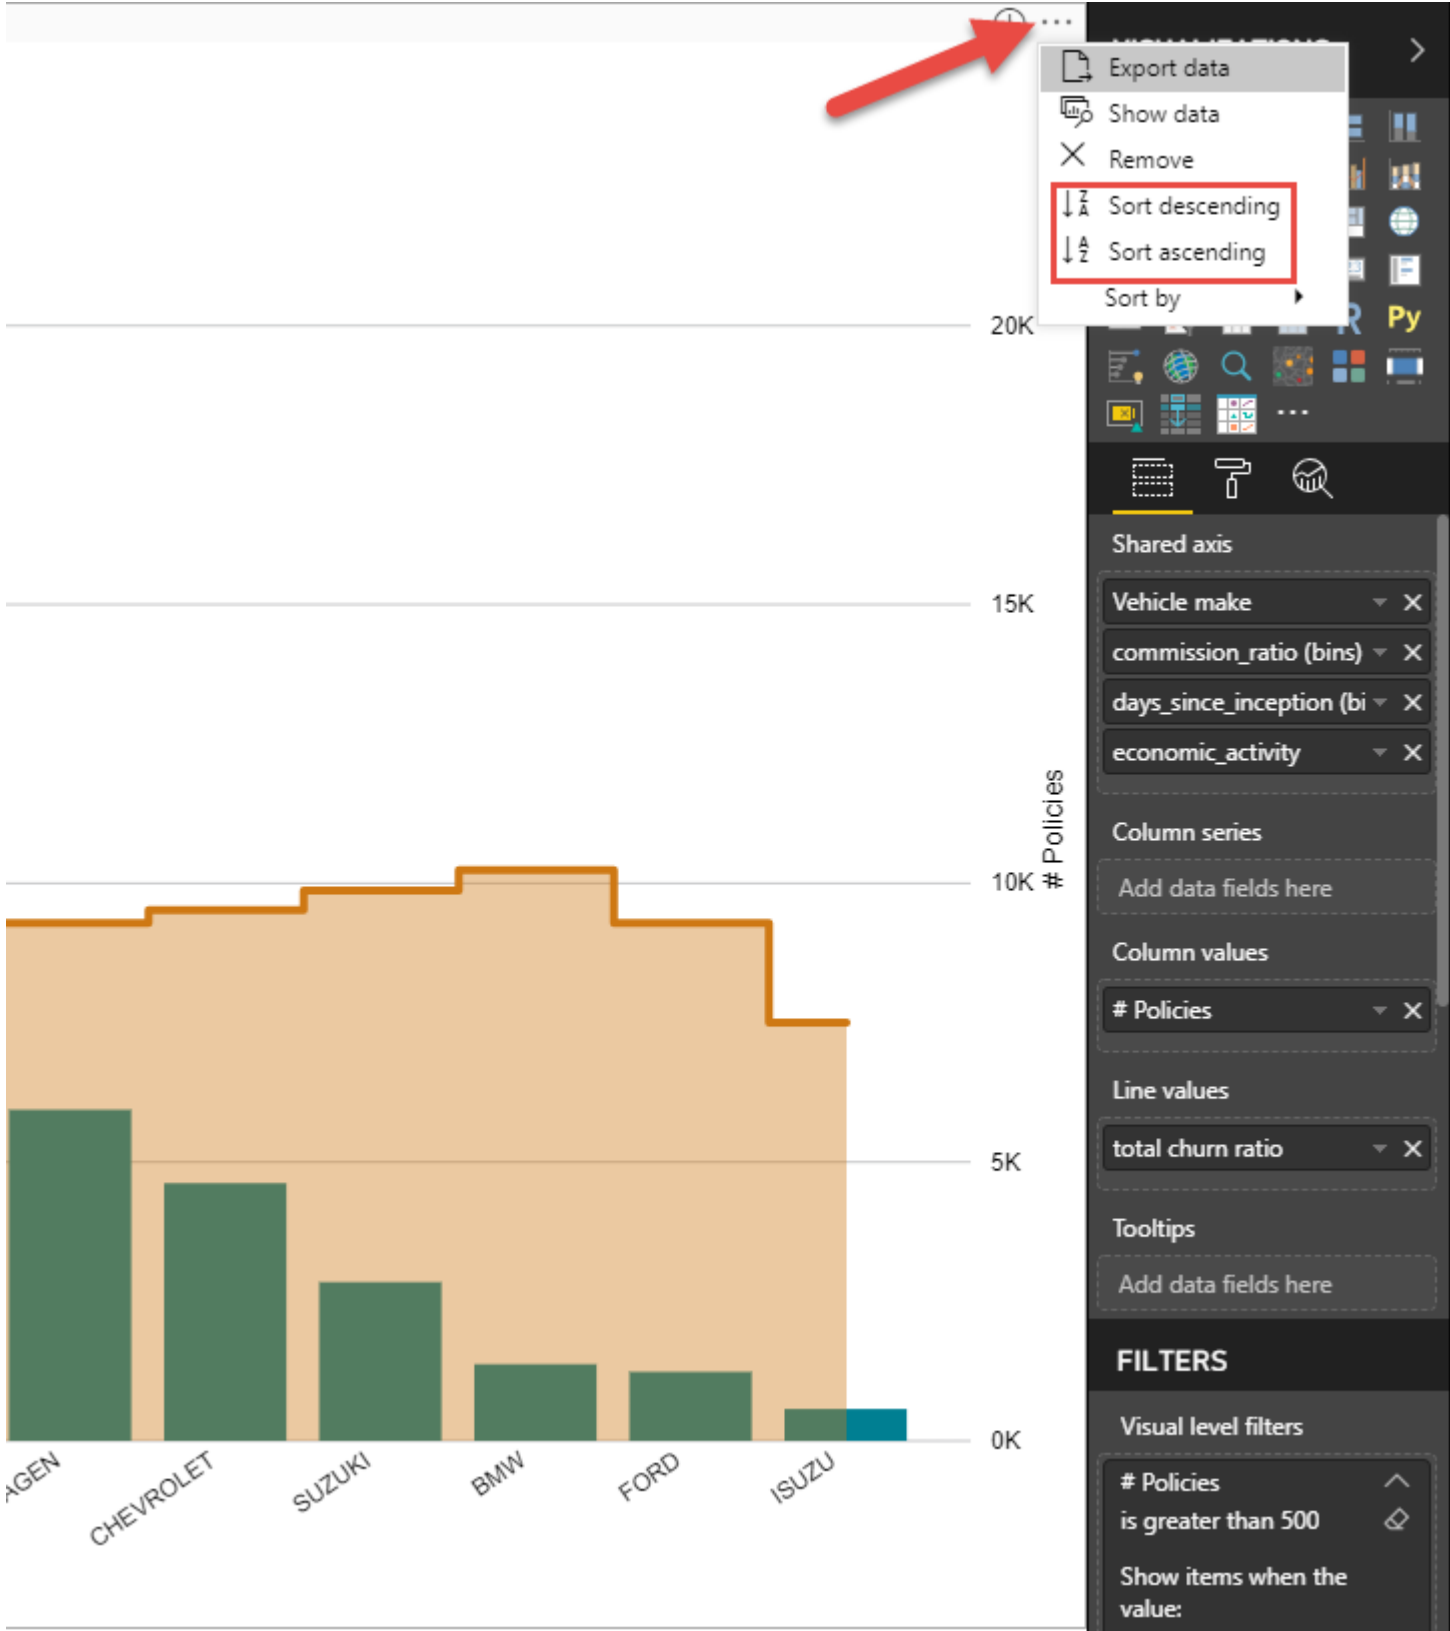 Export data
Show data
Remove
Sort descending
Sort ascending
Sort by
R Py
20K
15K
10K
5K
0K
# Policies
AGEN
CHEVROLET
SUZUKI
BMW
FORD
ISUZU
Shared axis
Vehicle make
commission_ratio (bins)
days_since_inception (bi
economic_activity
Column series
Add data fields here
Column values
# Policies
Line values
total churn ratio
Tooltips
Add data fields here
FILTERS
Visual level filters
# Policies
is greater than 500
Show items when the
value: